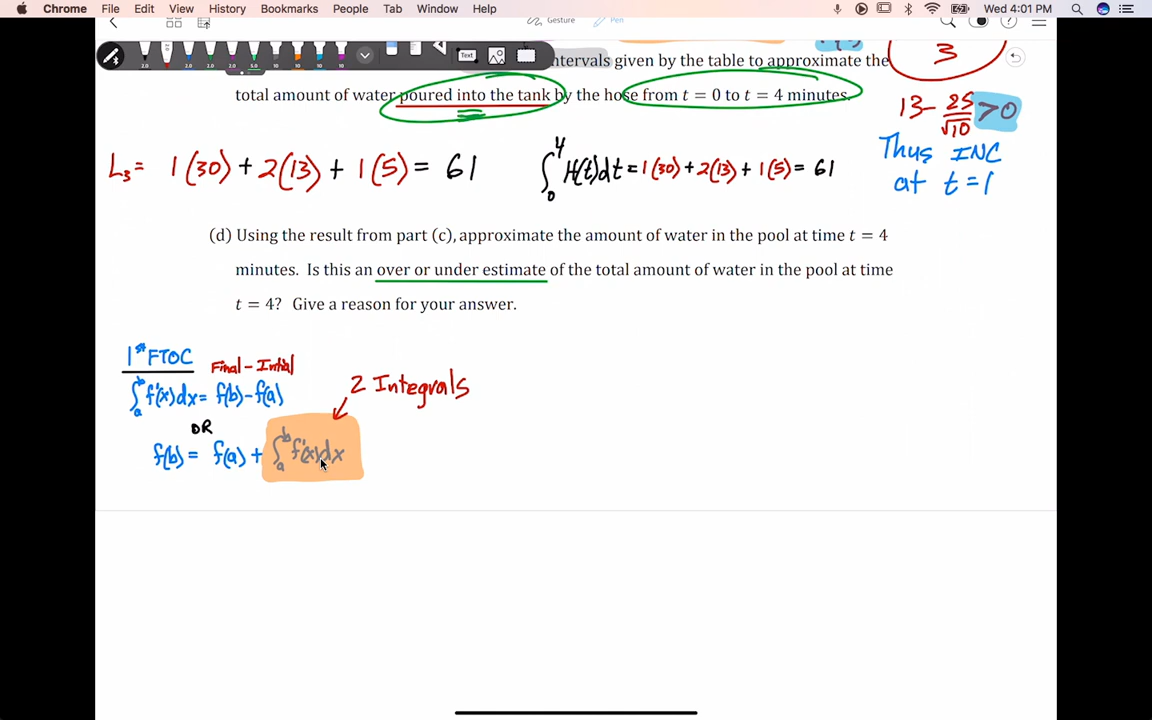 Chrome File Edit View History Bookmarks People Tab Window Help Wed 4:01 PM
Gesture Pen
Text
intervals given by the table to approximate the
total amount of water poured into the tank by the hose from t = 0 to t = 4 minutes.
3
13 - 25/√10 > 0
Thus INC
at t = 1
L₃ = 1(30) + 2(13) + 1(5) = 61
∫₀⁴ H(t)dt = 1(30) + 2(13) + 1(5) = 61
(d) Using the result from part (c), approximate the amount of water in the pool at time t = 4
minutes. Is this an over or under estimate of the total amount of water in the pool at time
t = 4? Give a reason for your answer.
1st FTOC
Final - Intial
∫ₐᵇ f'(x)dx = f(b) - f(a)
2 Integrals
OR
f(b) = f(a) + ∫ₐᵇ f'(x)dx